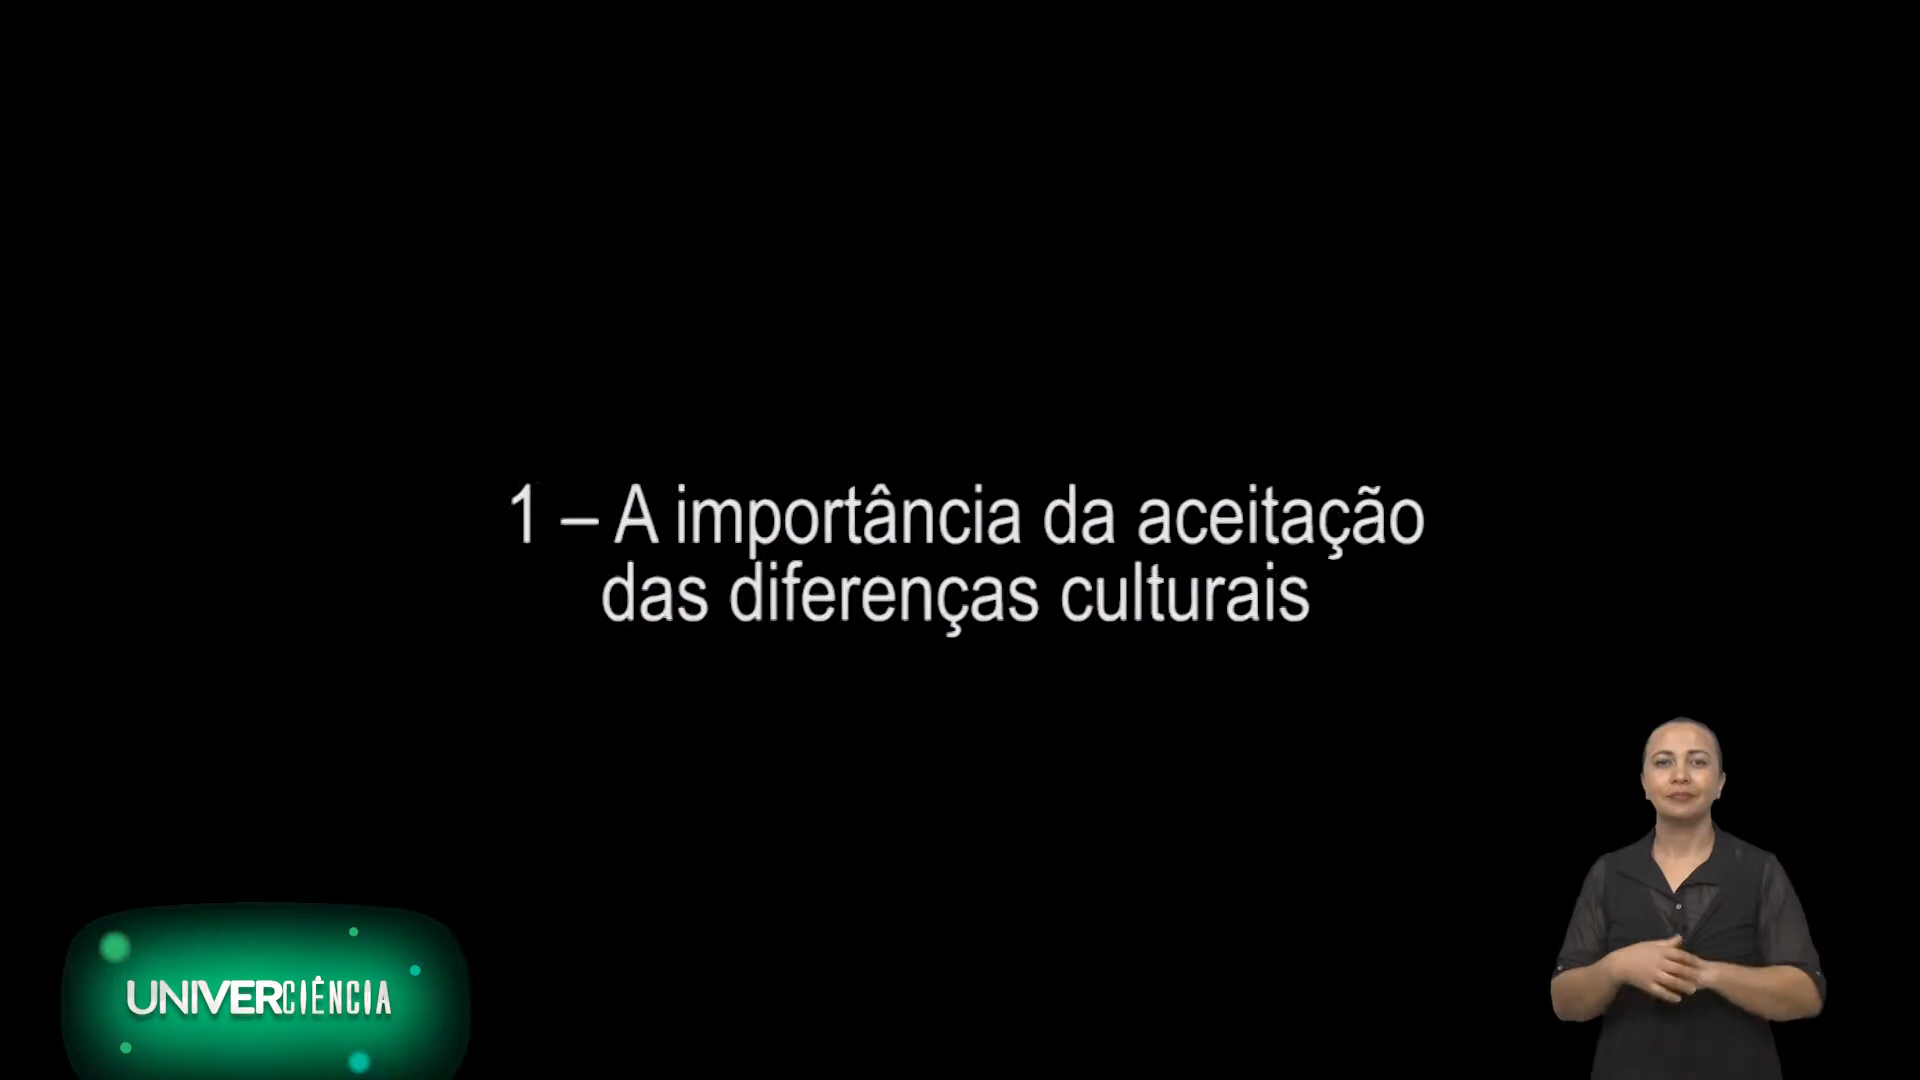 1 – A importância da aceitação
das diferenças culturais
UNIVERCIÊNCIA